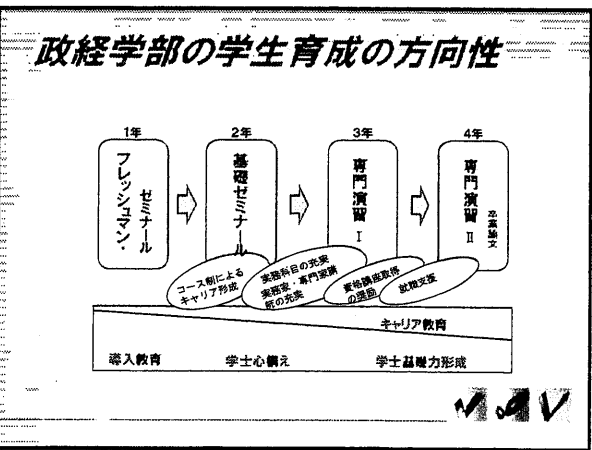 政経学部の学生育成の方向性
1年
2年
3年
4年
フレッシュマン・
ゼミナール
基礎ゼミナール
専門演習 I
専門演習 II
卒業論文
コース制による
キャリア形成
実務科目の充実
実務家・専門家講
師の充実
資格講座取得
の奨励
就職支援
キャリア教育
導入教育
学士心構え
学士基礎力形成